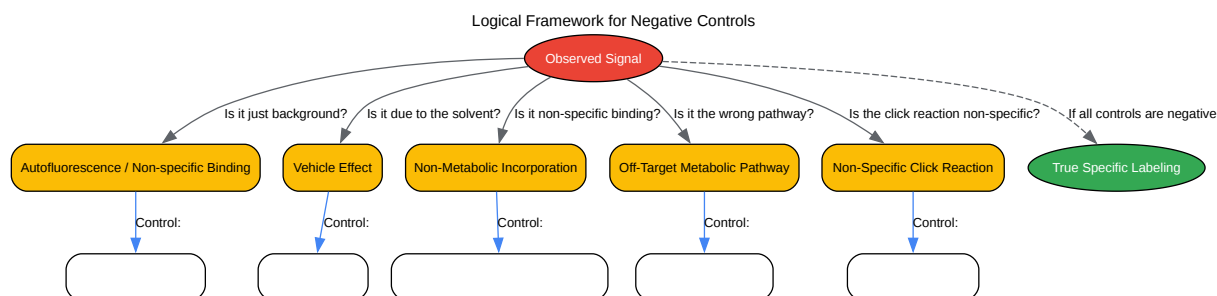 Logical Framework for Negative Controls
Observed Signal
Is it just background?
Is it due to the solvent?
Is it non-specific binding?
Is it the wrong pathway?
Is the click reaction non-specific?
If all controls are negative
Autofluorescence / Non-specific Binding
Vehicle Effect
Non-Metabolic Incorporation
Off-Target Metabolic Pathway
Non-Specific Click Reaction
True Specific Labeling
Control:
Control:
Control:
Control:
Control: